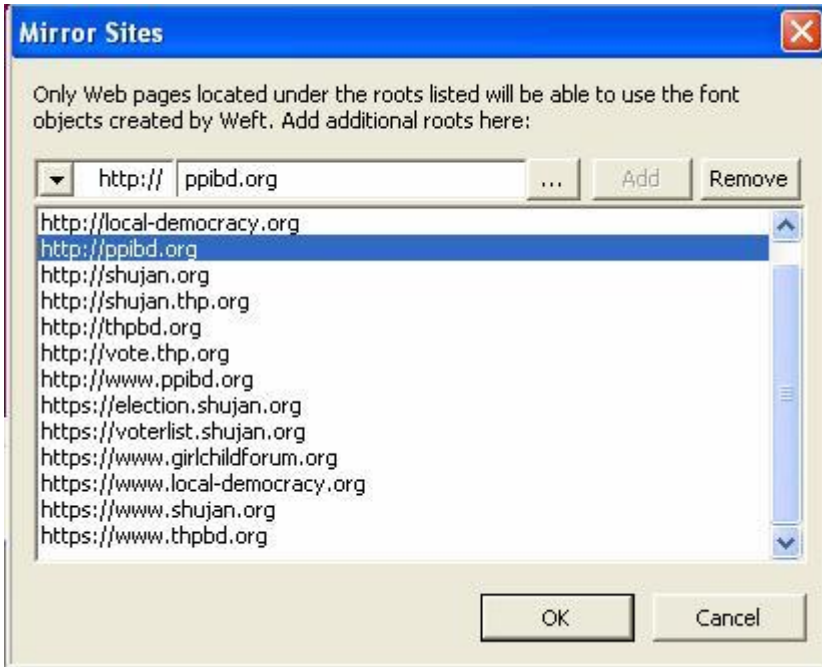 Mirror Sites
Only Web pages located under the roots listed will be able to use the font
objects created by Weft. Add additional roots here:
http:// ppibd.org ... Add Remove
http://local-democracy.org
http://ppibd.org
http://shujan.org
http://shujan.thp.org
http://thpbd.org
http://vote.thp.org
http://www.ppibd.org
https://election.shujan.org
https://voterlist.shujan.org
https://www.girlchildforum.org
https://www.local-democracy.org
https://www.shujan.org
https://www.thpbd.org
OK Cancel